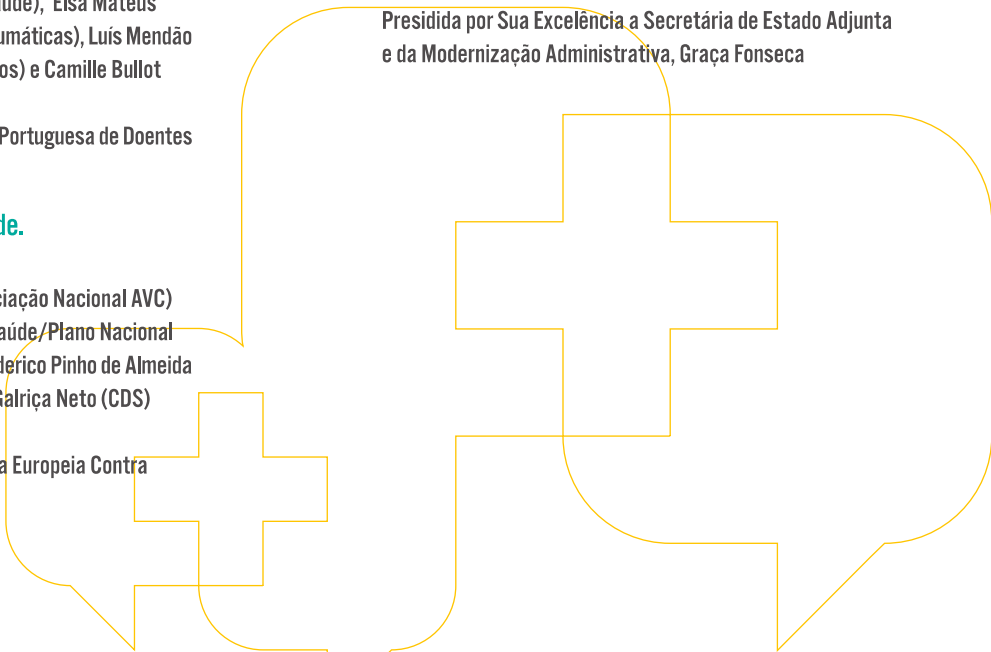 Elsa Mateus
umáticas), Luís Mendão
os) e Camille Bullot
Portuguesa de Doentes
de.
ciação Nacional AVC)
aúde/Plano Nacional
derico Pinho de Almeida
Galriça Neto (CDS)
a Europeia Contra
Presidida por Sua Excelência a Secretária de Estado Adjunta
e da Modernização Administrativa, Graça Fonseca